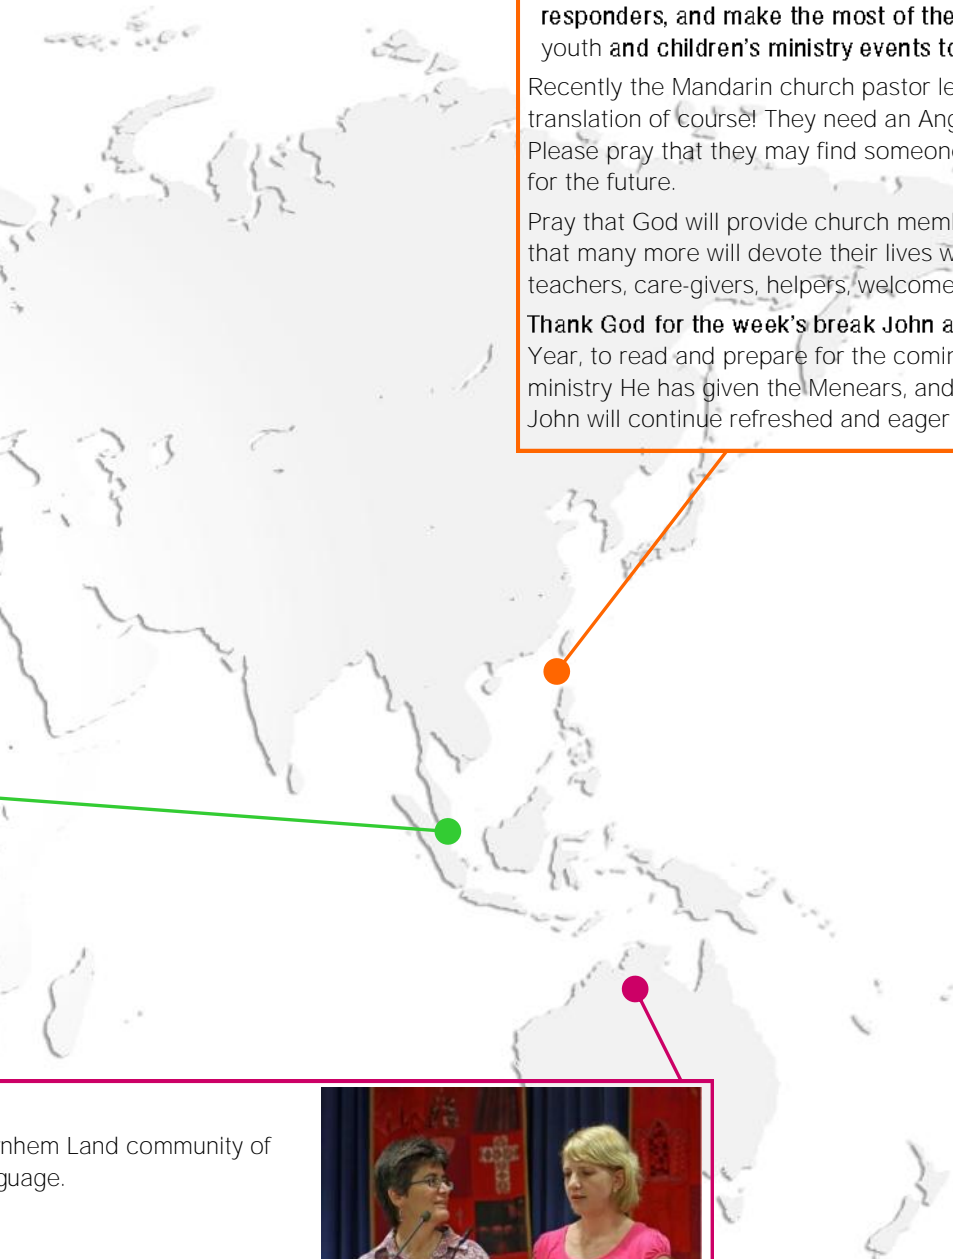 responders, and make the most of the
youth and children's ministry events to
Recently the Mandarin church pastor le
translation of course! They need an Ang
Please pray that they may find someone
for the future.
Pray that God will provide church mem
that many more will devote their lives w
teachers, care-givers, helpers, welcome
Thank God for the week's break John a
Year, to read and prepare for the comin
ministry He has given the Menears, and
John will continue refreshed and eager
nhem Land community of
guage.